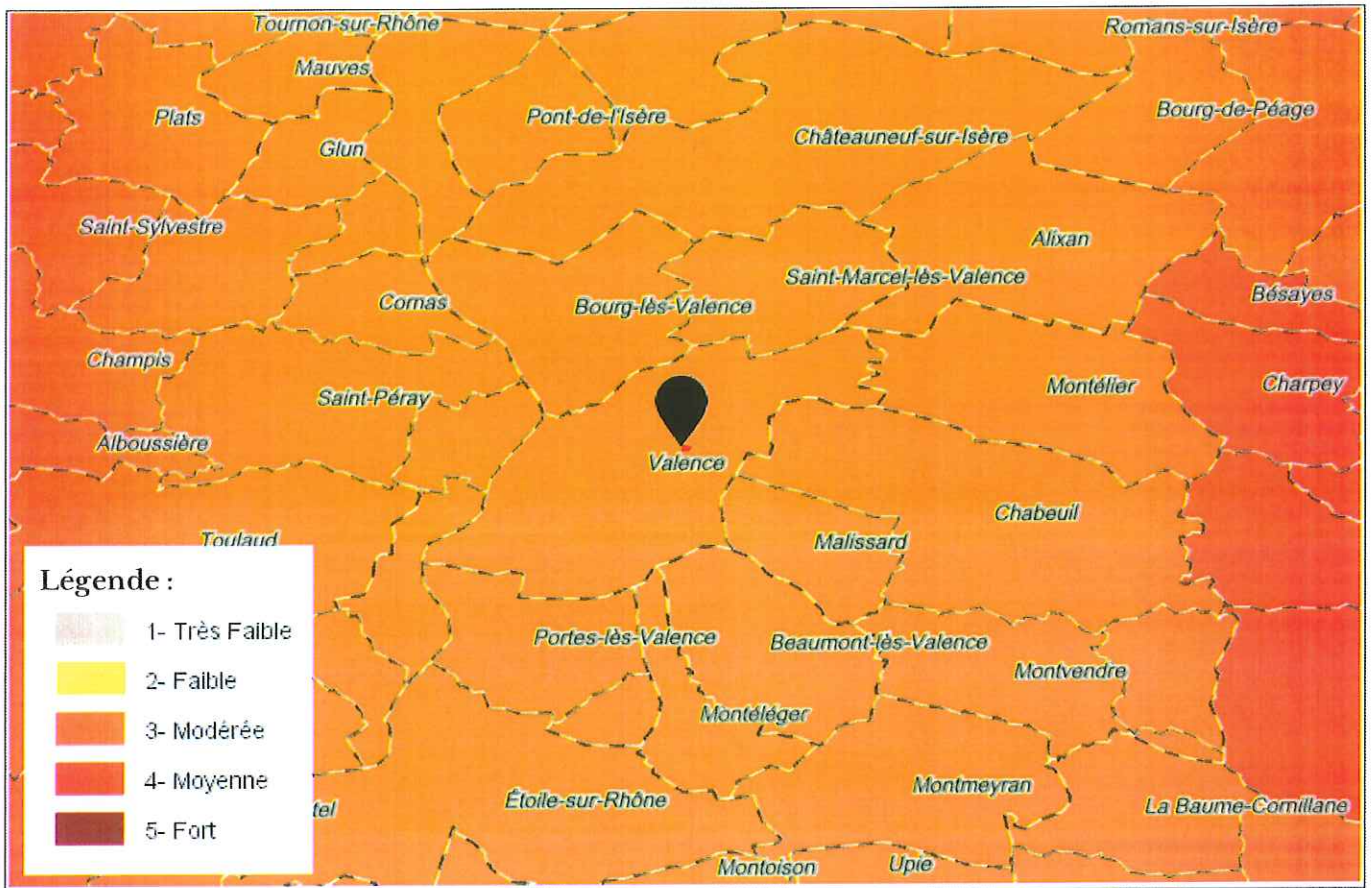 Tournon-sur-Rhône
Romans-sur-Isère
Mauves
Plats
Pont-de-l'Isère
Bourg-de-Péage
Châteauneuf-sur-Isère
Glun
Saint-Sylvestre
Alixan
Saint-Marcel-lès-Valence
Cornas
Bourg-lès-Valence
Bésayes
Champis
Saint-Péray
Montélier
Charpey
Alboussière
Valence
Chabeuil
Toulaud
Malissard
Légende :
1- Très Faible
2- Faible
3- Modérée
4- Moyenne
5- Fort
Portes-lès-Valence
Beaumont-lès-Valence
Montvendre
Montéléger
Montmeyran
tel
Étoile-sur-Rhône
La Baume-Cornillane
Montoison
Upie